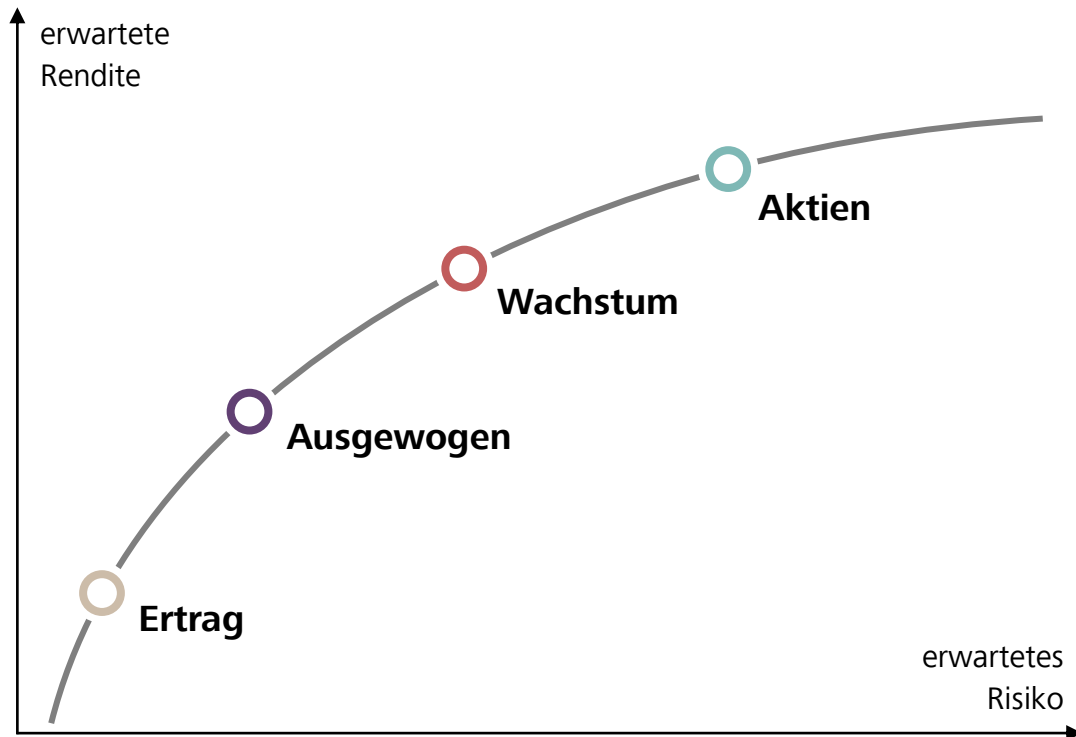 erwartete
Rendite
Aktien
Wachstum
Ausgewogen
Ertrag
erwartetes
Risiko